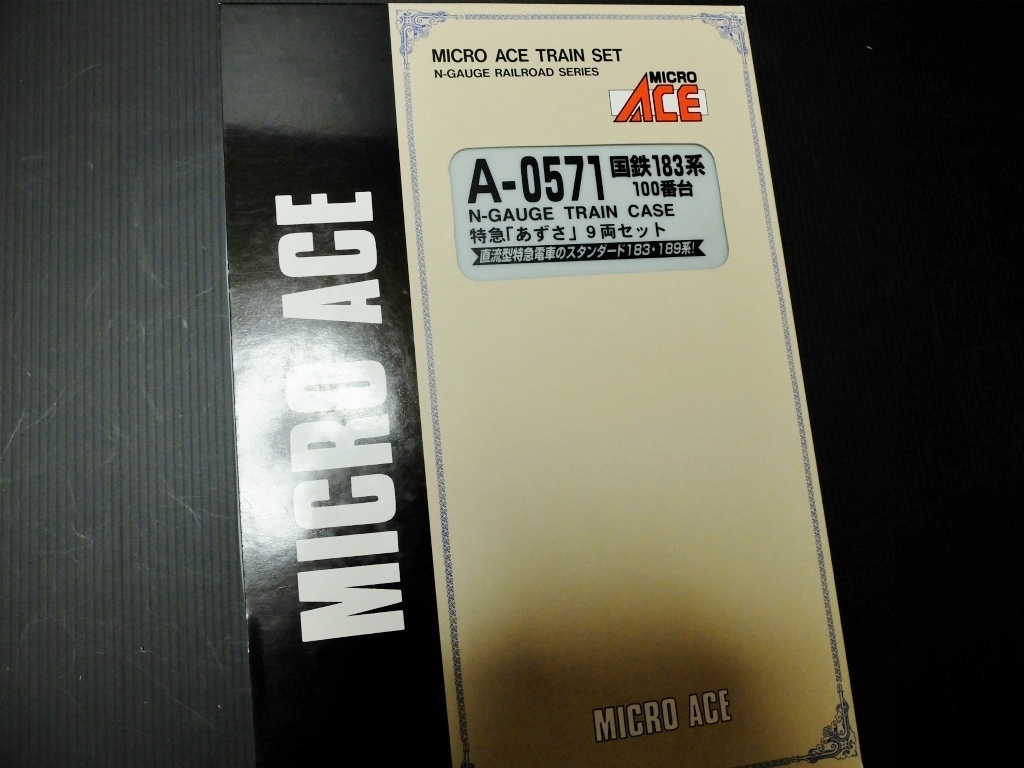 MICRO ACE
MICRO ACE TRAIN SET
N-GAUGE RAILROAD SERIES
MICRO
ACE
A-0571 国鉄183系
100番台
N-GAUGE TRAIN CASE
特急「あずさ」9両セット
直流型特急電車のスタンダード183・189系!
MICRO ACE